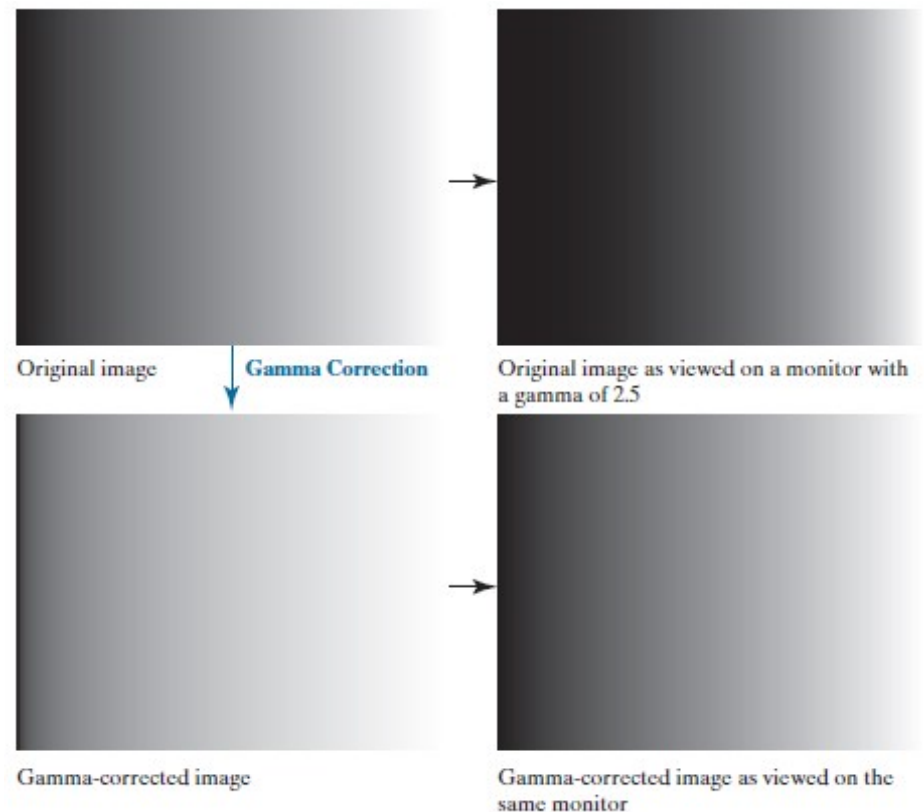 Original image
Gamma Correction
Original image as viewed on a monitor with
a gamma of 2.5
Gamma-corrected image
Gamma-corrected image as viewed on the
same monitor